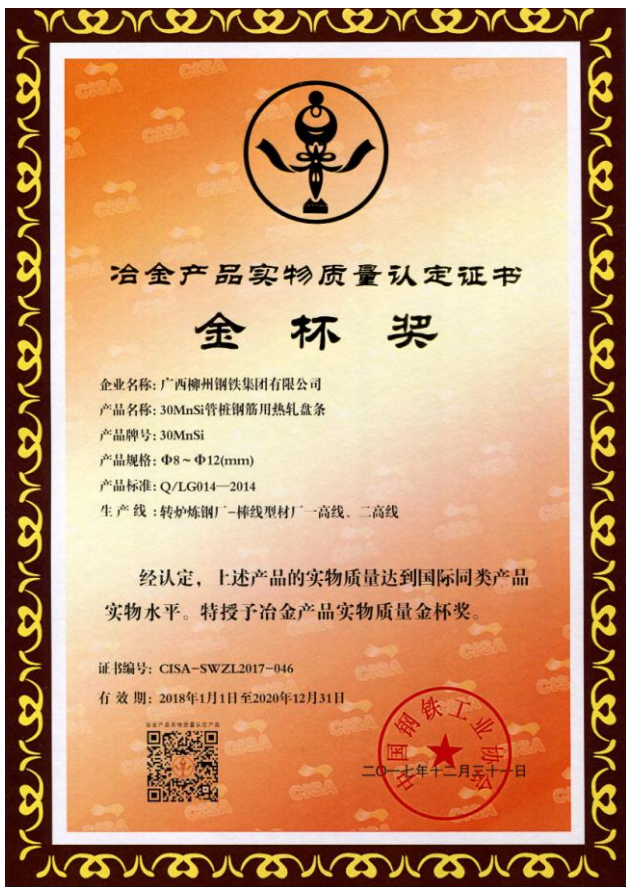 冶金产品实物质量认定证书
金杯奖
企业名称: 广西柳州钢铁集团有限公司
产品名称: 30MnSi管桩钢筋用热轧盘条
产品牌号: 30MnSi
产品规格: Φ8~Φ12(mm)
产品标准: Q/LG014—2014
生产线: 转炉炼钢厂-棒线型材厂一高线、二高线
经认定，上述产品的实物质量达到国际同类产品
实物水平。特授予冶金产品实物质量金杯奖。
证书编号: CISA-SWZL2017-046
有效期: 2018年1月1日至2020年12月31日
冶金产品实物质量认定产品
中国钢铁工业协会
二〇一七年十二月三十一日